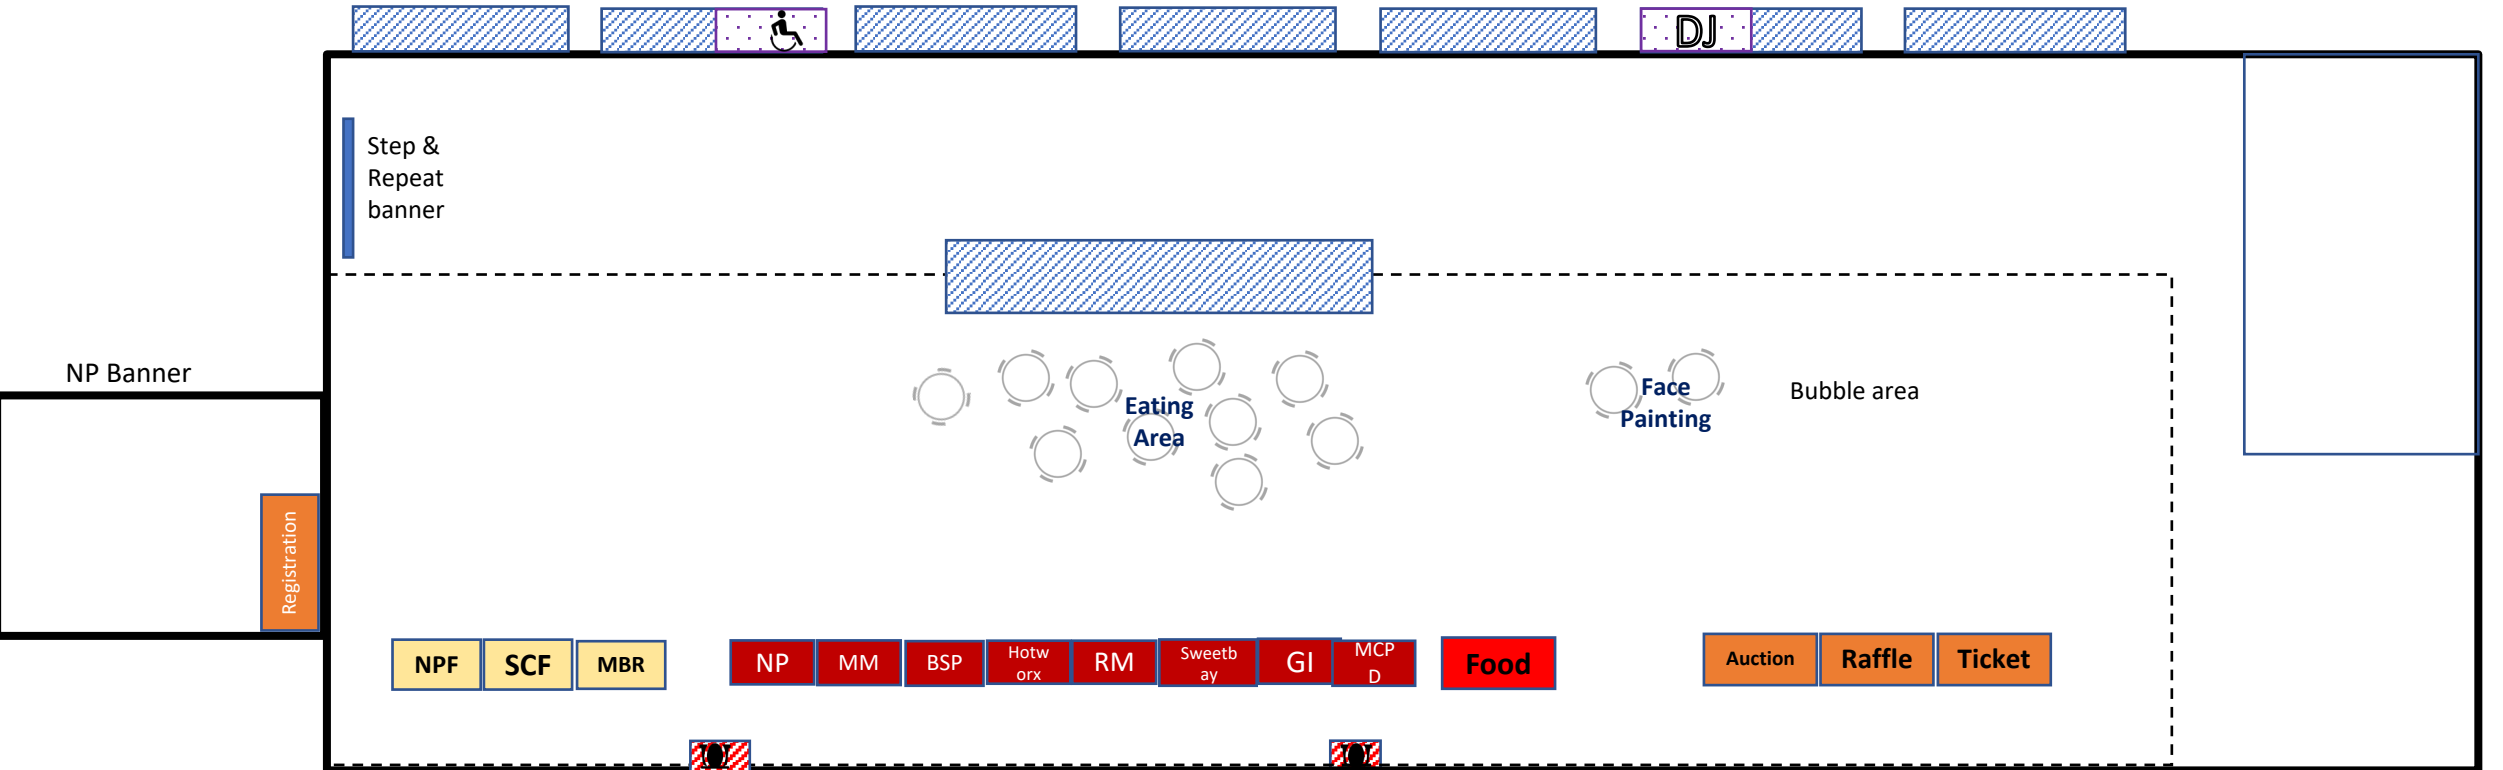 DJ
Step &
Repeat
banner
NP Banner
Eating
Area
Face
Painting
Bubble area
Registration
NPF
SCF
MBR
NP
MM
BSP
Hotw
orx
RM
Sweetb
ay
GI
MCP
D
Food
Auction
Raffle
Ticket